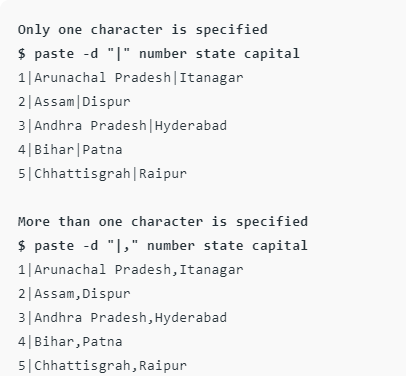 Only one character is specified
$ paste -d "|" number state capital
1|Arunachal Pradesh|Itanagar
2|Assam|Dispur
3|Andhra Pradesh|Hyderabad
4|Bihar|Patna
5|Chhattisgrah|Raipur
More than one character is specified
$ paste -d "|," number state capital
1|Arunachal Pradesh,Itanagar
2|Assam,Dispur
3|Andhra Pradesh,Hyderabad
4|Bihar,Patna
5|Chhattisgrah,Raipur